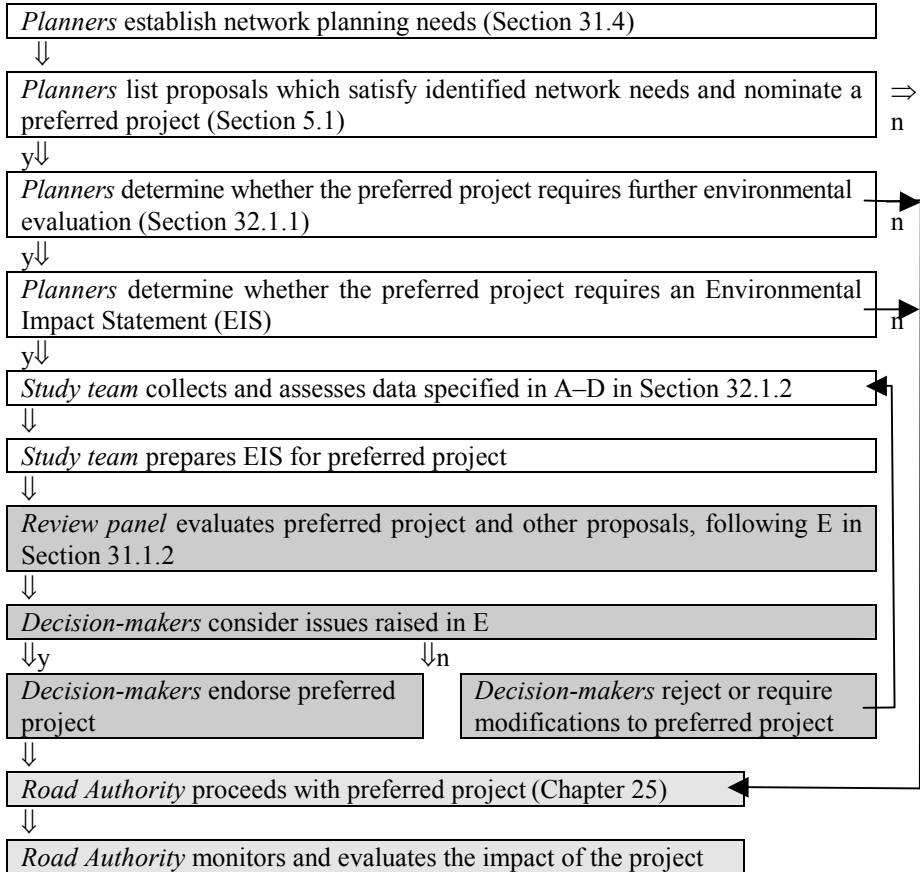 Planners establish network planning needs (Section 31.4)
⇓
Planners list proposals which satisfy identified network needs and nominate a ⇒
preferred project (Section 5.1) n
y⇓
Planners determine whether the preferred project requires further environmental
evaluation (Section 32.1.1) n
y⇓
Planners determine whether the preferred project requires an Environmental
Impact Statement (EIS) n
y⇓
Study team collects and assesses data specified in A–D in Section 32.1.2
⇓
Study team prepares EIS for preferred project
⇓
Review panel evaluates preferred project and other proposals, following E in
Section 31.1.2
⇓
Decision-makers consider issues raised in E
⇓y ⇓n
Decision-makers endorse preferred
project
Decision-makers reject or require
modifications to preferred project
⇓
Road Authority proceeds with preferred project (Chapter 25)
⇓
Road Authority monitors and evaluates the impact of the project